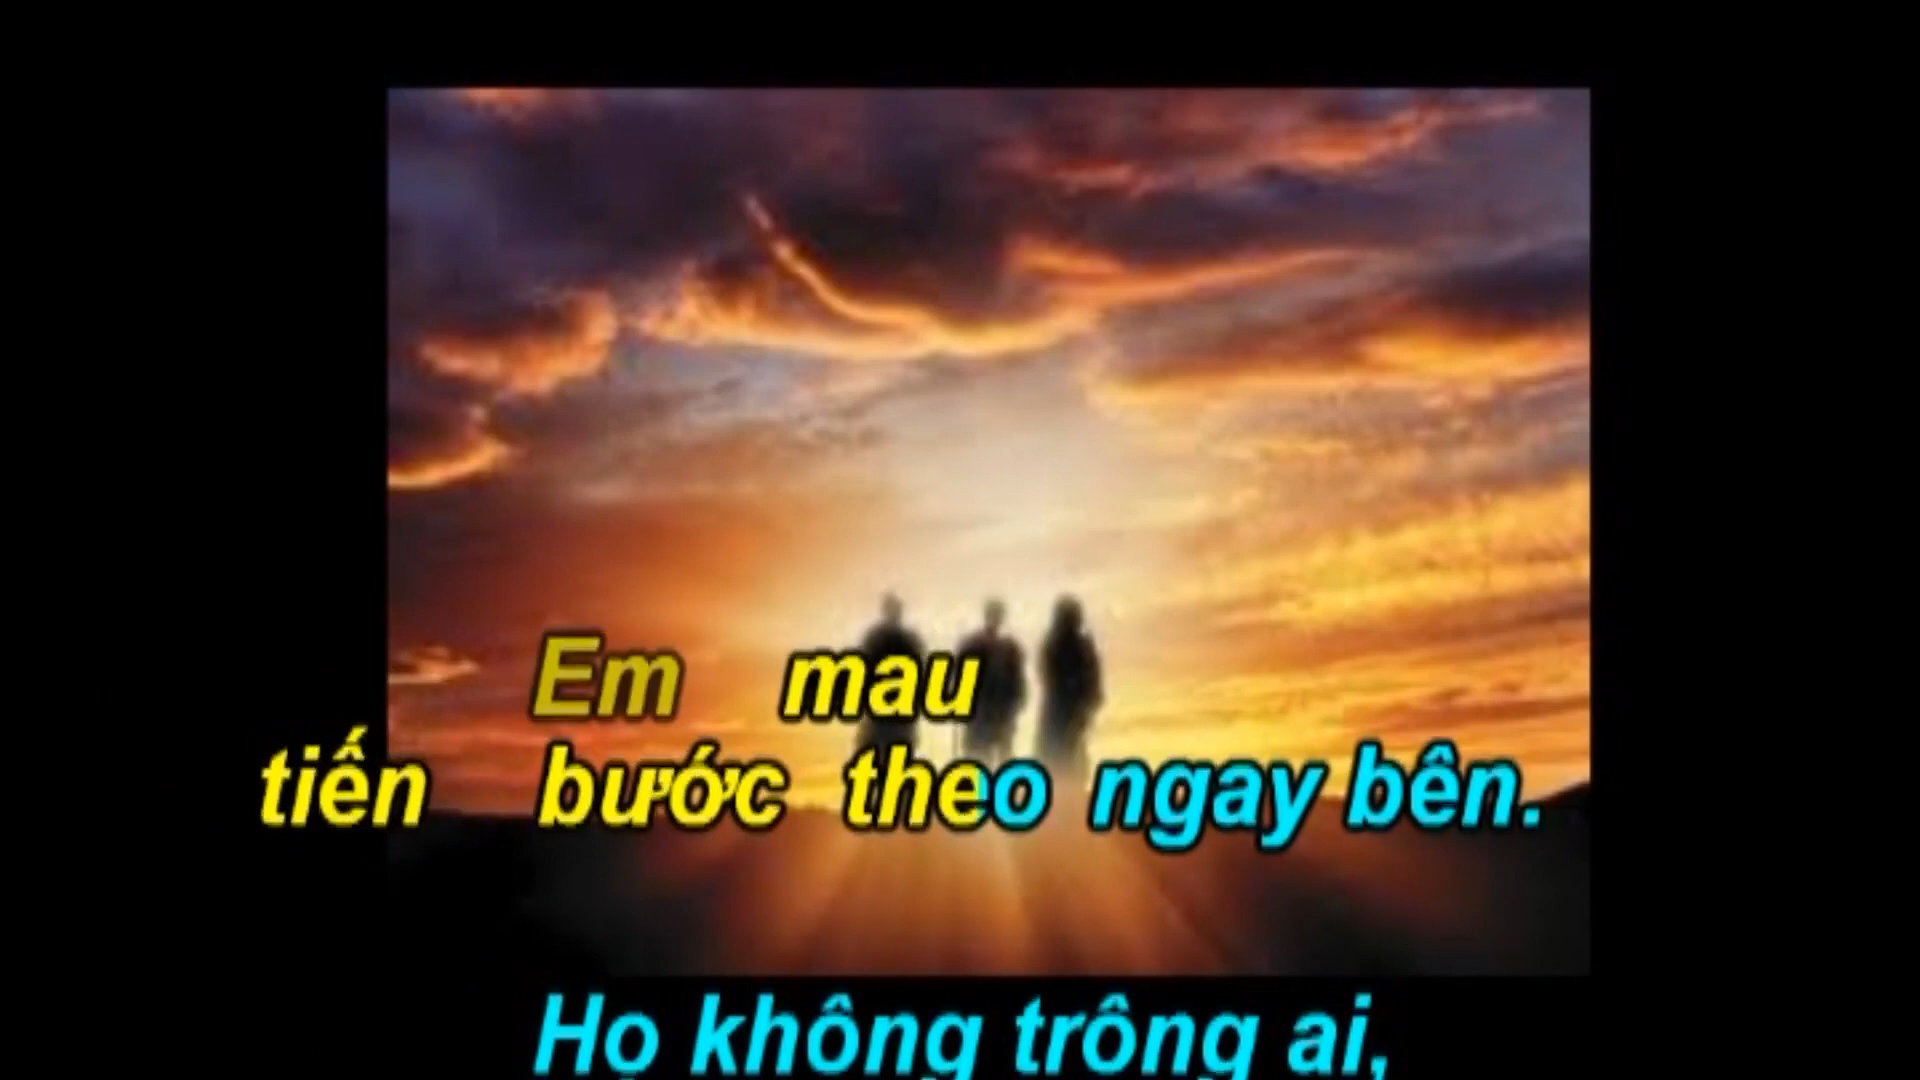 Em mau
tiến bước theo ngay bên.
Họ không trông ai,